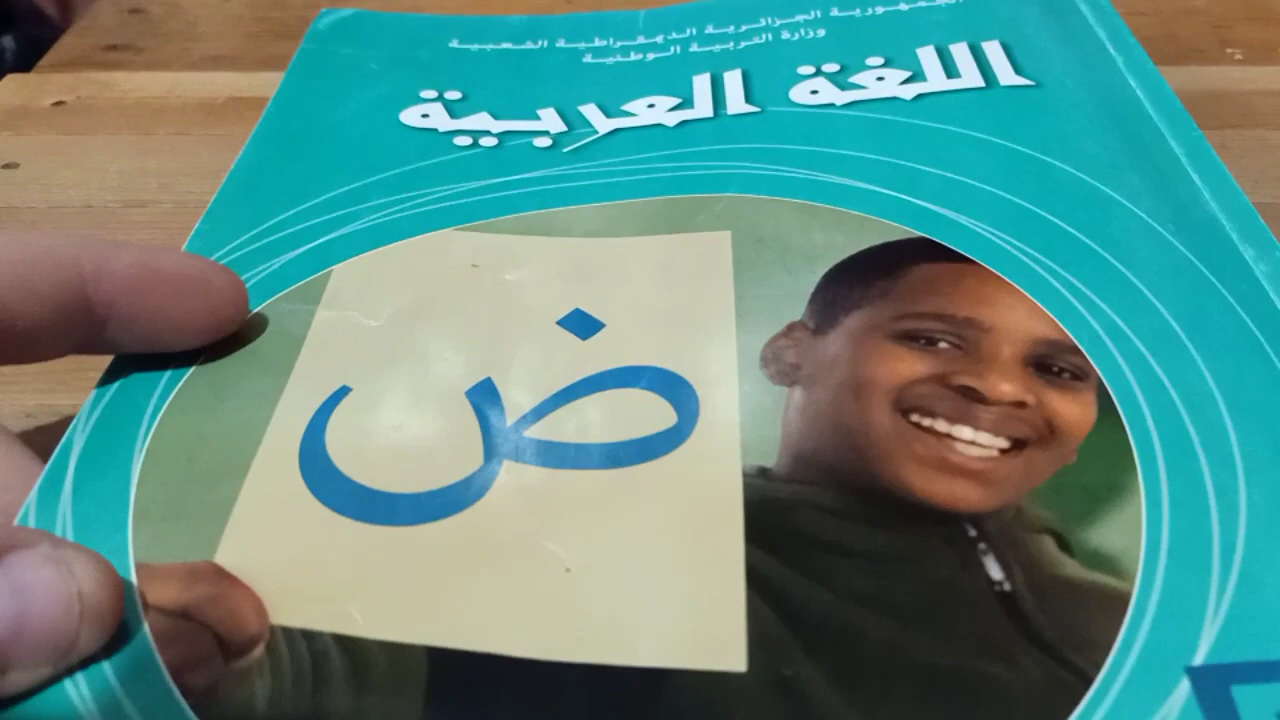 الجمهورية الجزائرية الديمقراطية الشعبية
وزارة التربية الوطنية
اللغة العربية
ض